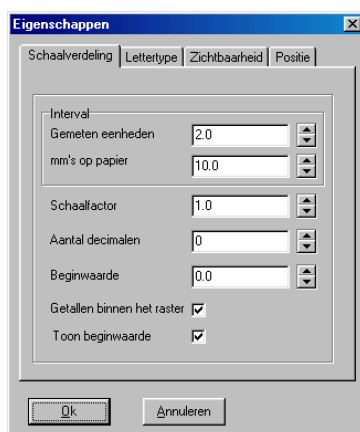 Eigenschappen
Schaalverdeling Lettertype Zichtbaarheid Positie
Interval
Gemeten eenheden 2.0
mm's op papier 10.0
Schaalfactor 1.0
Aantal decimalen 0
Beginwaarde 0.0
Getallen binnen het raster
Toon beginwaarde
Ok Annuleren